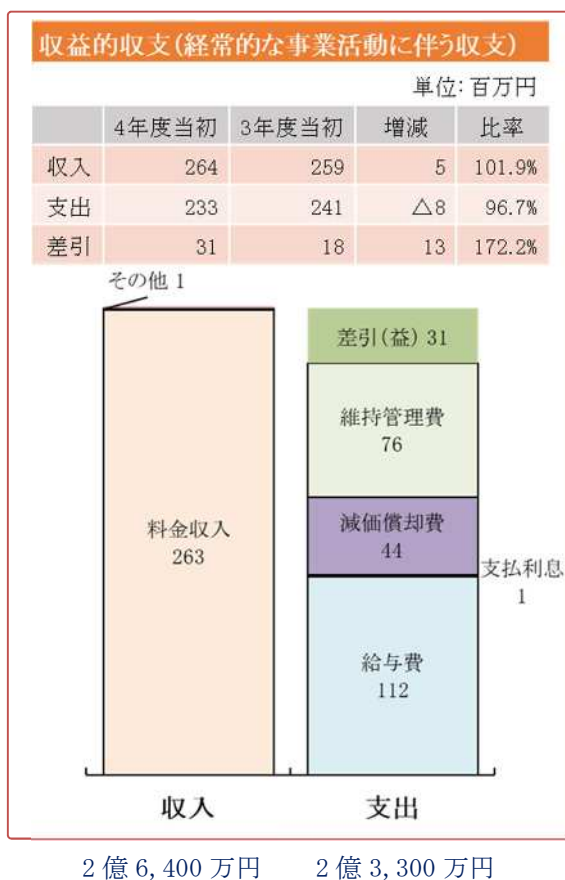 収益的収支(経常的な事業活動に伴う収支)
単位: 百万円
4年度当初 3年度当初 増減 比率
収入 264 259 5 101.9%
支出 233 241 △8 96.7%
差引 31 18 13 172.2%
その他 1
差引(益) 31
維持管理費
76
減価償却費
44
料金収入
263
支払利息
1
給与費
112
収入 支出
2億6,400万円 2億3,300万円